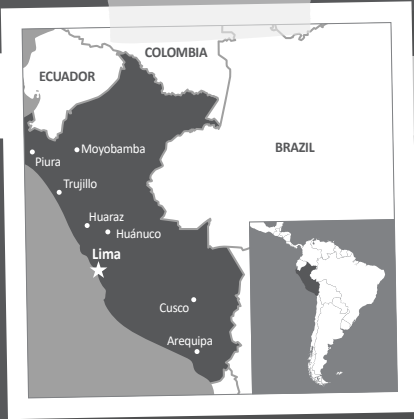 COLOMBIA
ECUADOR
BRAZIL
Moyobamba
Piura
Trujillo
Huaraz
Huánuco
Lima
Cusco
Arequipa